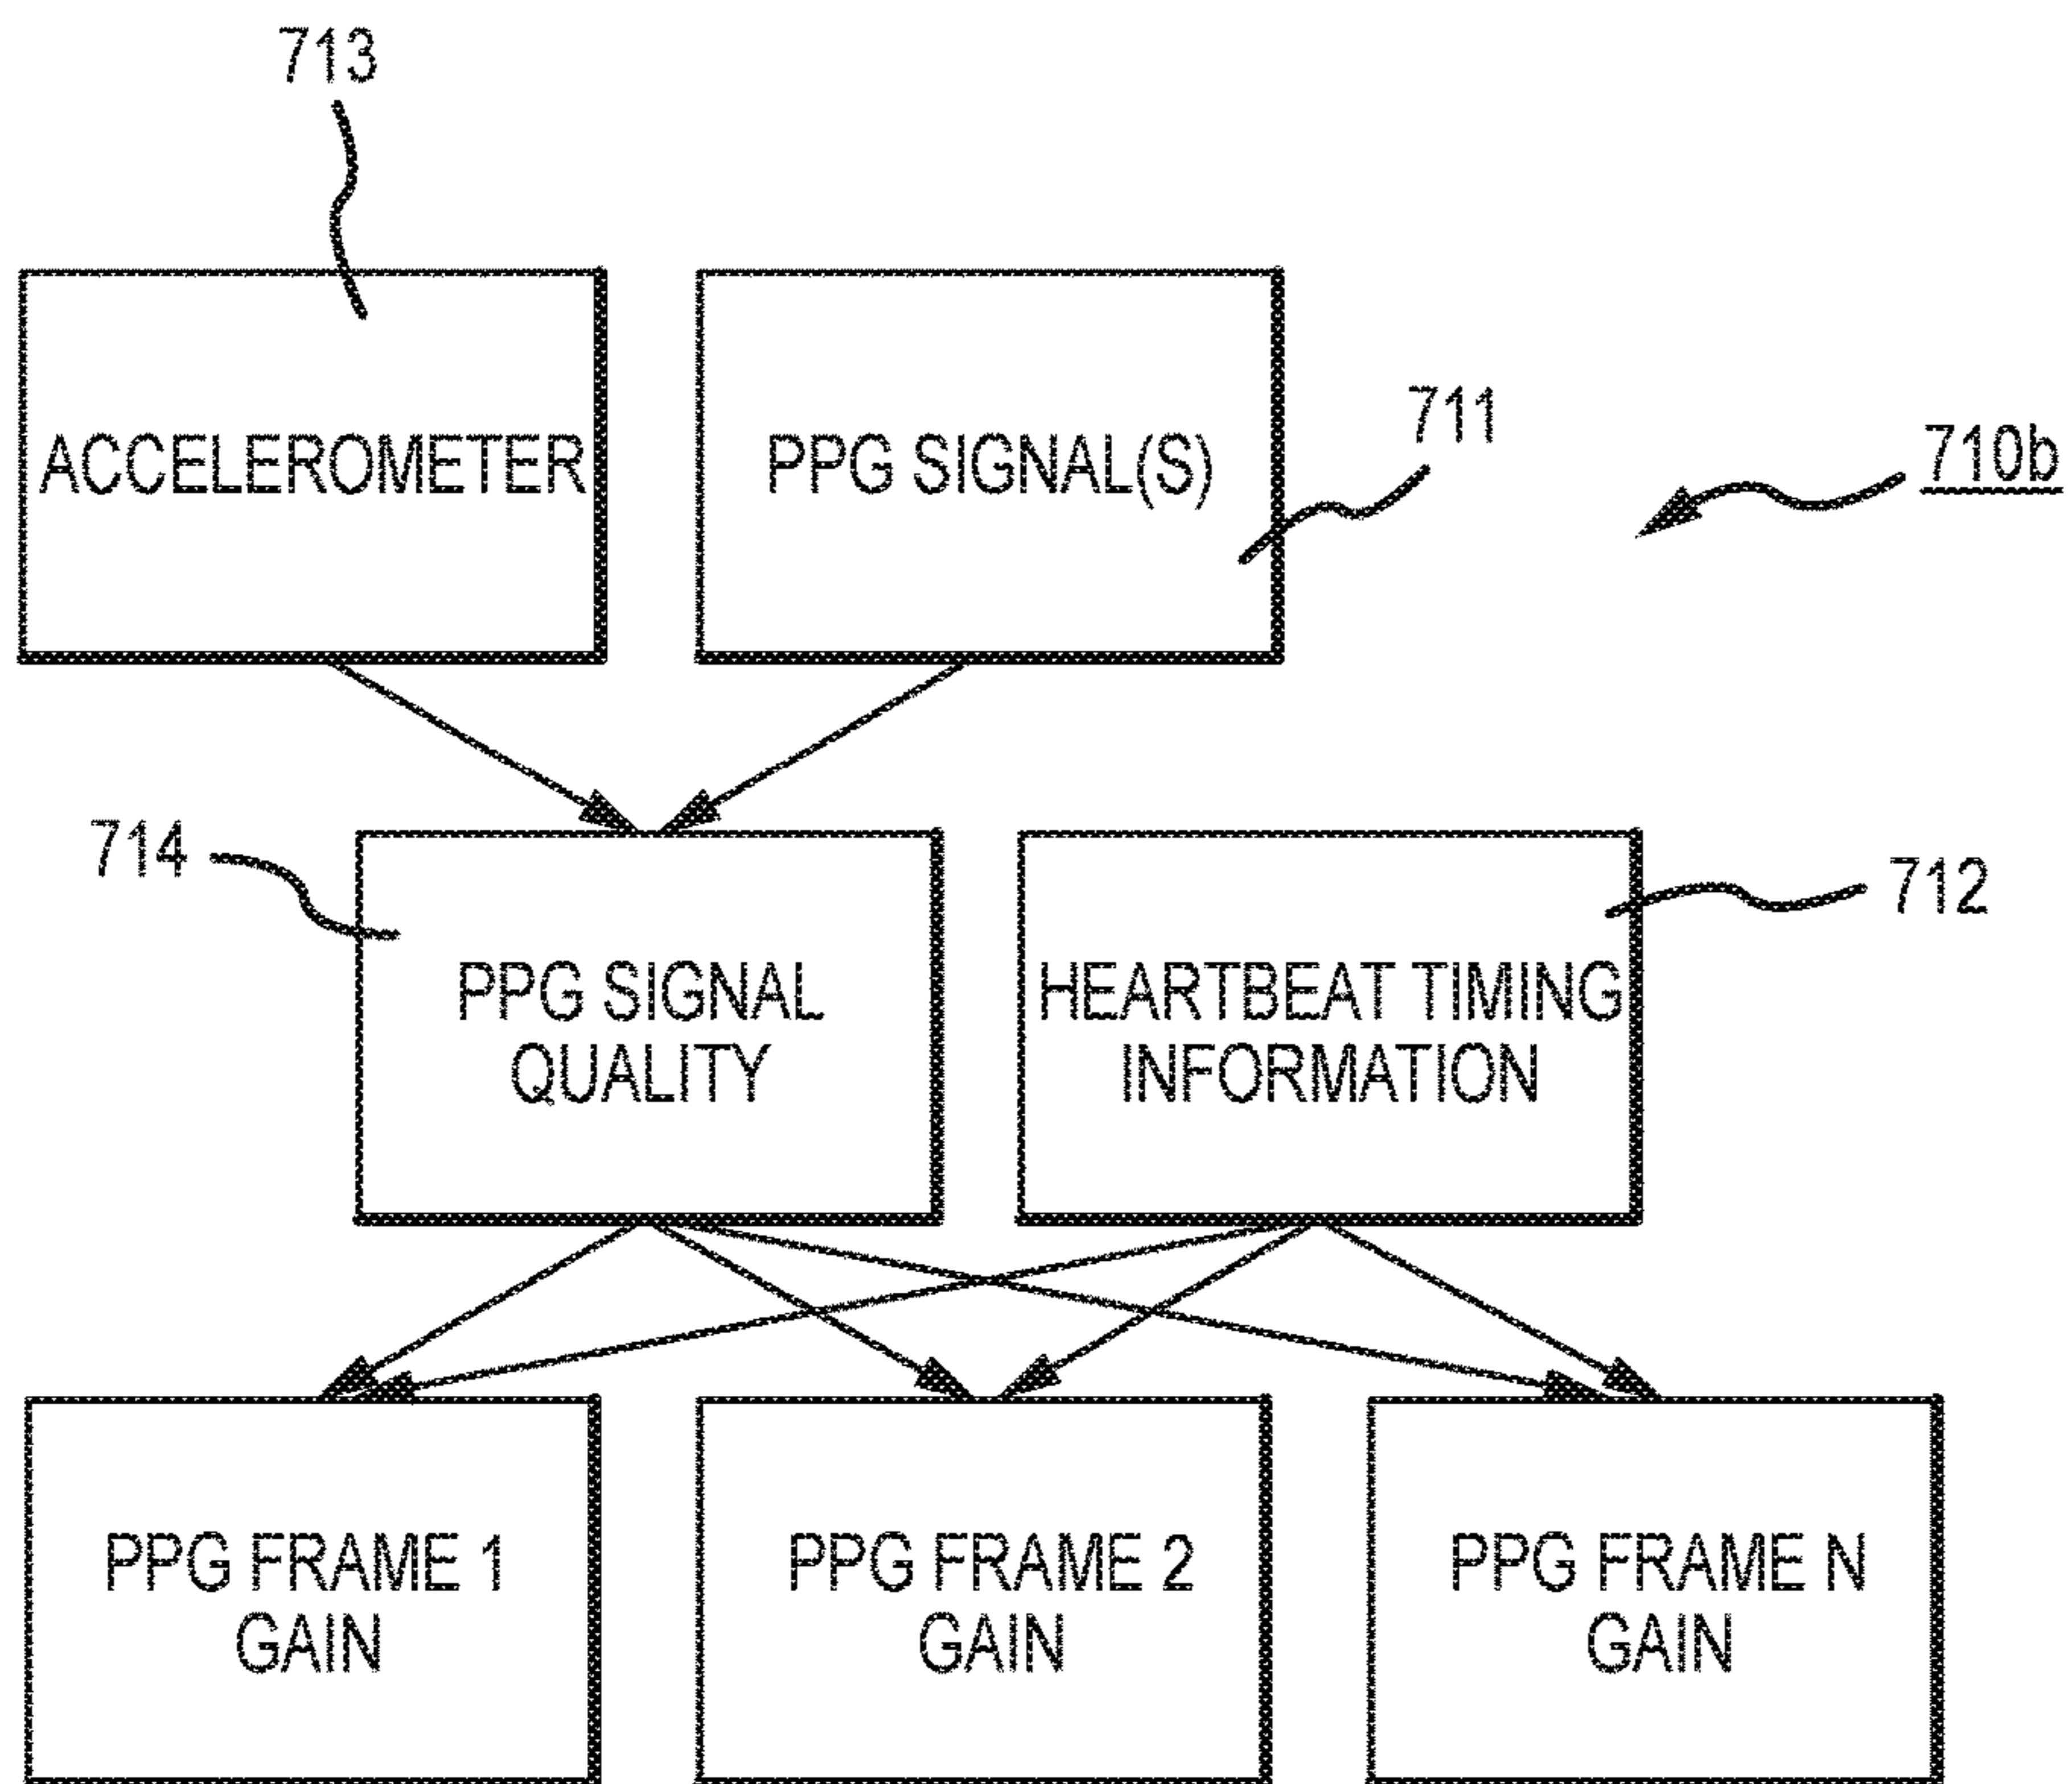 713
ACCELEROMETER
PPG SIGNAL(S)
711
710b
714
PPG SIGNAL
QUALITY
HEARTBEAT TIMING
INFORMATION
712
PPG FRAME 1
GAIN
PPG FRAME 2
GAIN
PPG FRAME N
GAIN